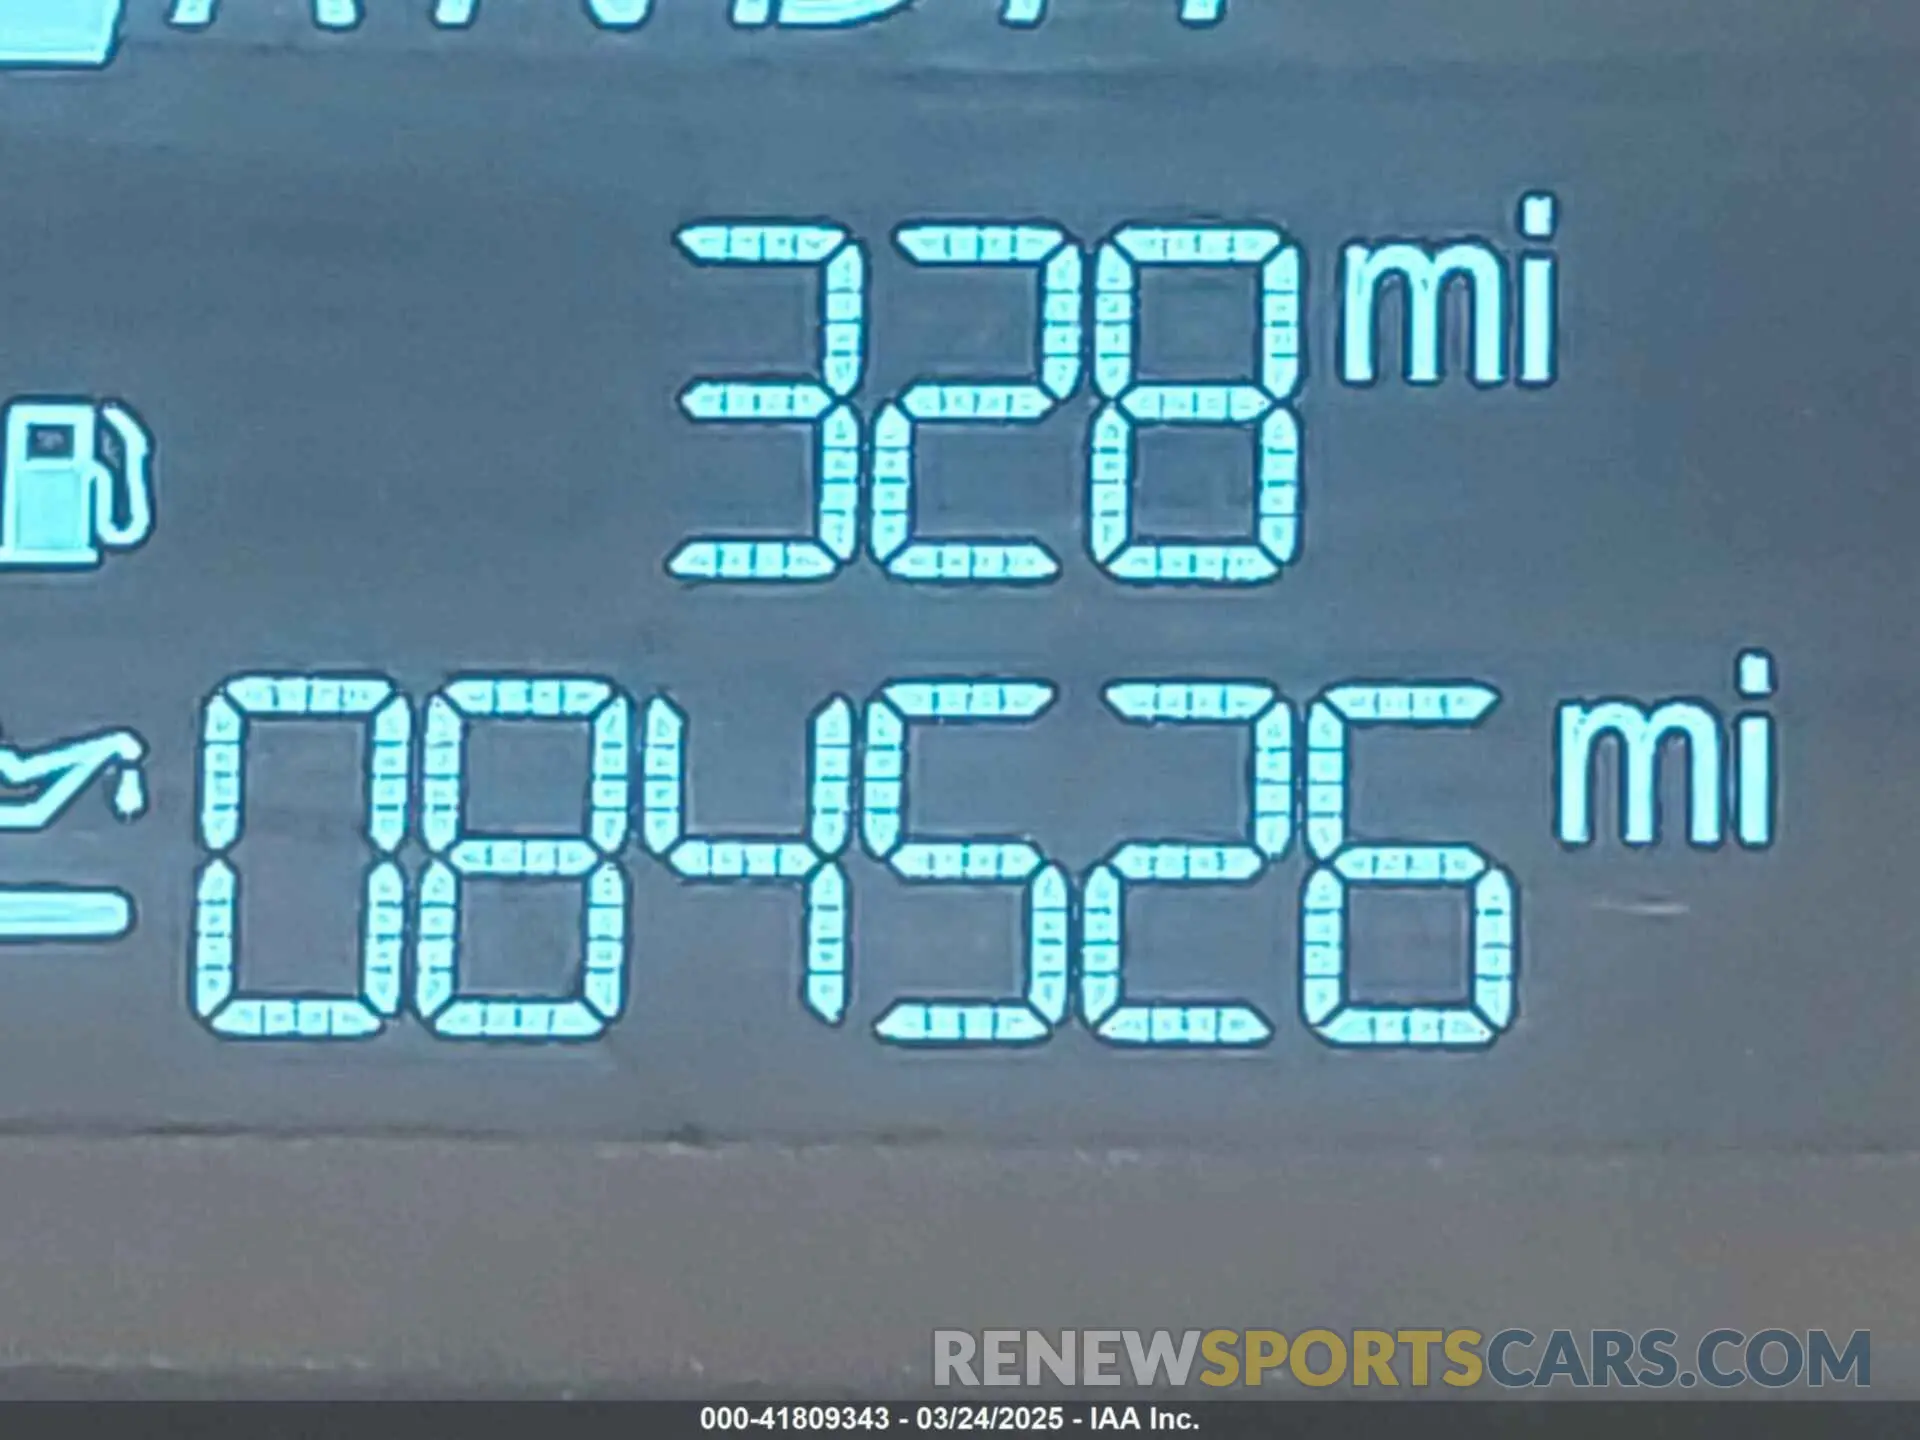 328 mi
084526 mi
RENEWSPORTSCARS.COM
000-41809343 - 03/24/2025 - IAA Inc.